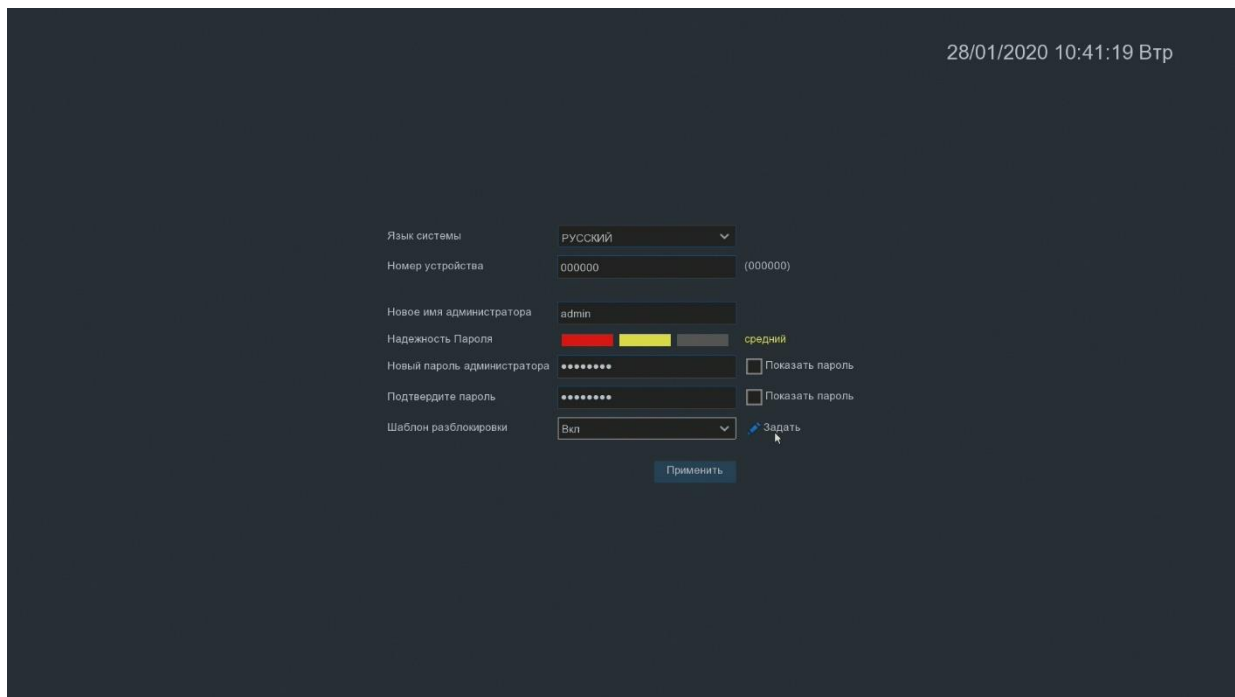 28/01/2020 10:41:19 Втр
Язык системы РУССКИЙ
Номер устройства 000000 (000000)
Новое имя администратора admin
Надежность Пароля средний
Новый пароль администратора •••••••• Показать пароль
Подтвердите пароль •••••••• Показать пароль
Шаблон разблокировки Вкл Задать
Применить